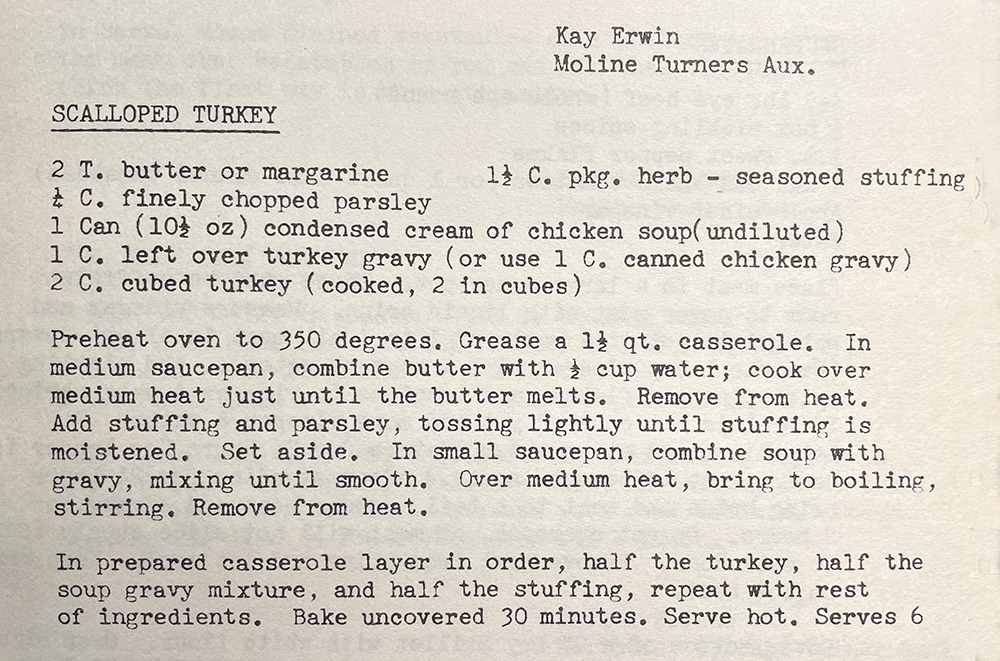 Kay Erwin
Moline Turners Aux.
SCALLOPED TURKEY
2 T. butter or margarine 1½ C. pkg. herb - seasoned stuffing
¼ C. finely chopped parsley
1 Can (10½ oz) condensed cream of chicken soup(undiluted)
1 C. left over turkey gravy (or use 1 C. canned chicken gravy)
2 C. cubed turkey (cooked, 2 in cubes)
Preheat oven to 350 degrees. Grease a 1½ qt. casserole. In
medium saucepan, combine butter with ½ cup water; cook over
medium heat just until the butter melts. Remove from heat.
Add stuffing and parsley, tossing lightly until stuffing is
moistened. Set aside. In small saucepan, combine soup with
gravy, mixing until smooth. Over medium heat, bring to boiling,
stirring. Remove from heat.
In prepared casserole layer in order, half the turkey, half the
soup gravy mixture, and half the stuffing, repeat with rest
of ingredients. Bake uncovered 30 minutes. Serve hot. Serves 6